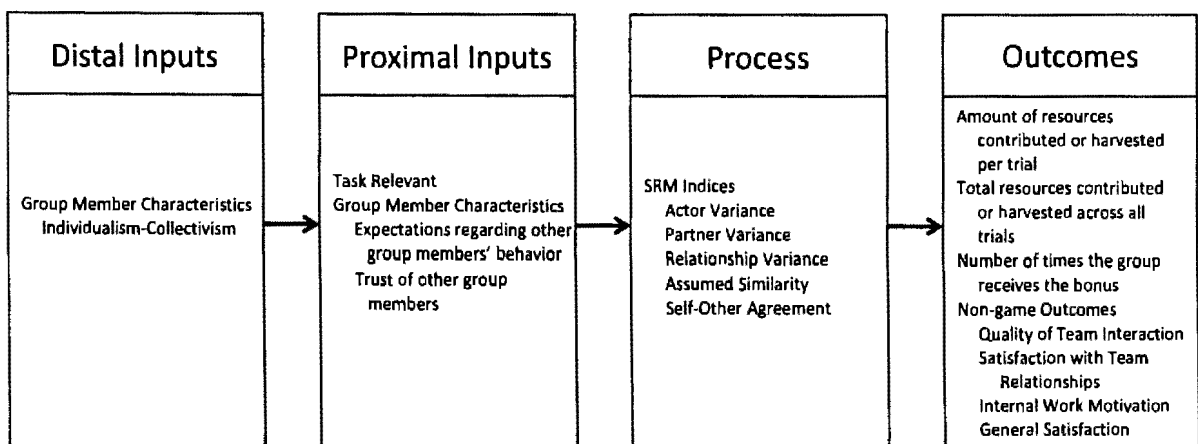 Distal Inputs
Group Member Characteristics
Individualism-Collectivism
Proximal Inputs
Task Relevant
Group Member Characteristics
Expectations regarding other
group members' behavior
Trust of other group
members
Process
SRM Indices
Actor Variance
Partner Variance
Relationship Variance
Assumed Similarity
Self-Other Agreement
Outcomes
Amount of resources
contributed or harvested
per trial
Total resources contributed
or harvested across all
trials
Number of times the group
receives the bonus
Non-game Outcomes
Quality of Team Interaction
Satisfaction with Team
Relationships
Internal Work Motivation
General Satisfaction